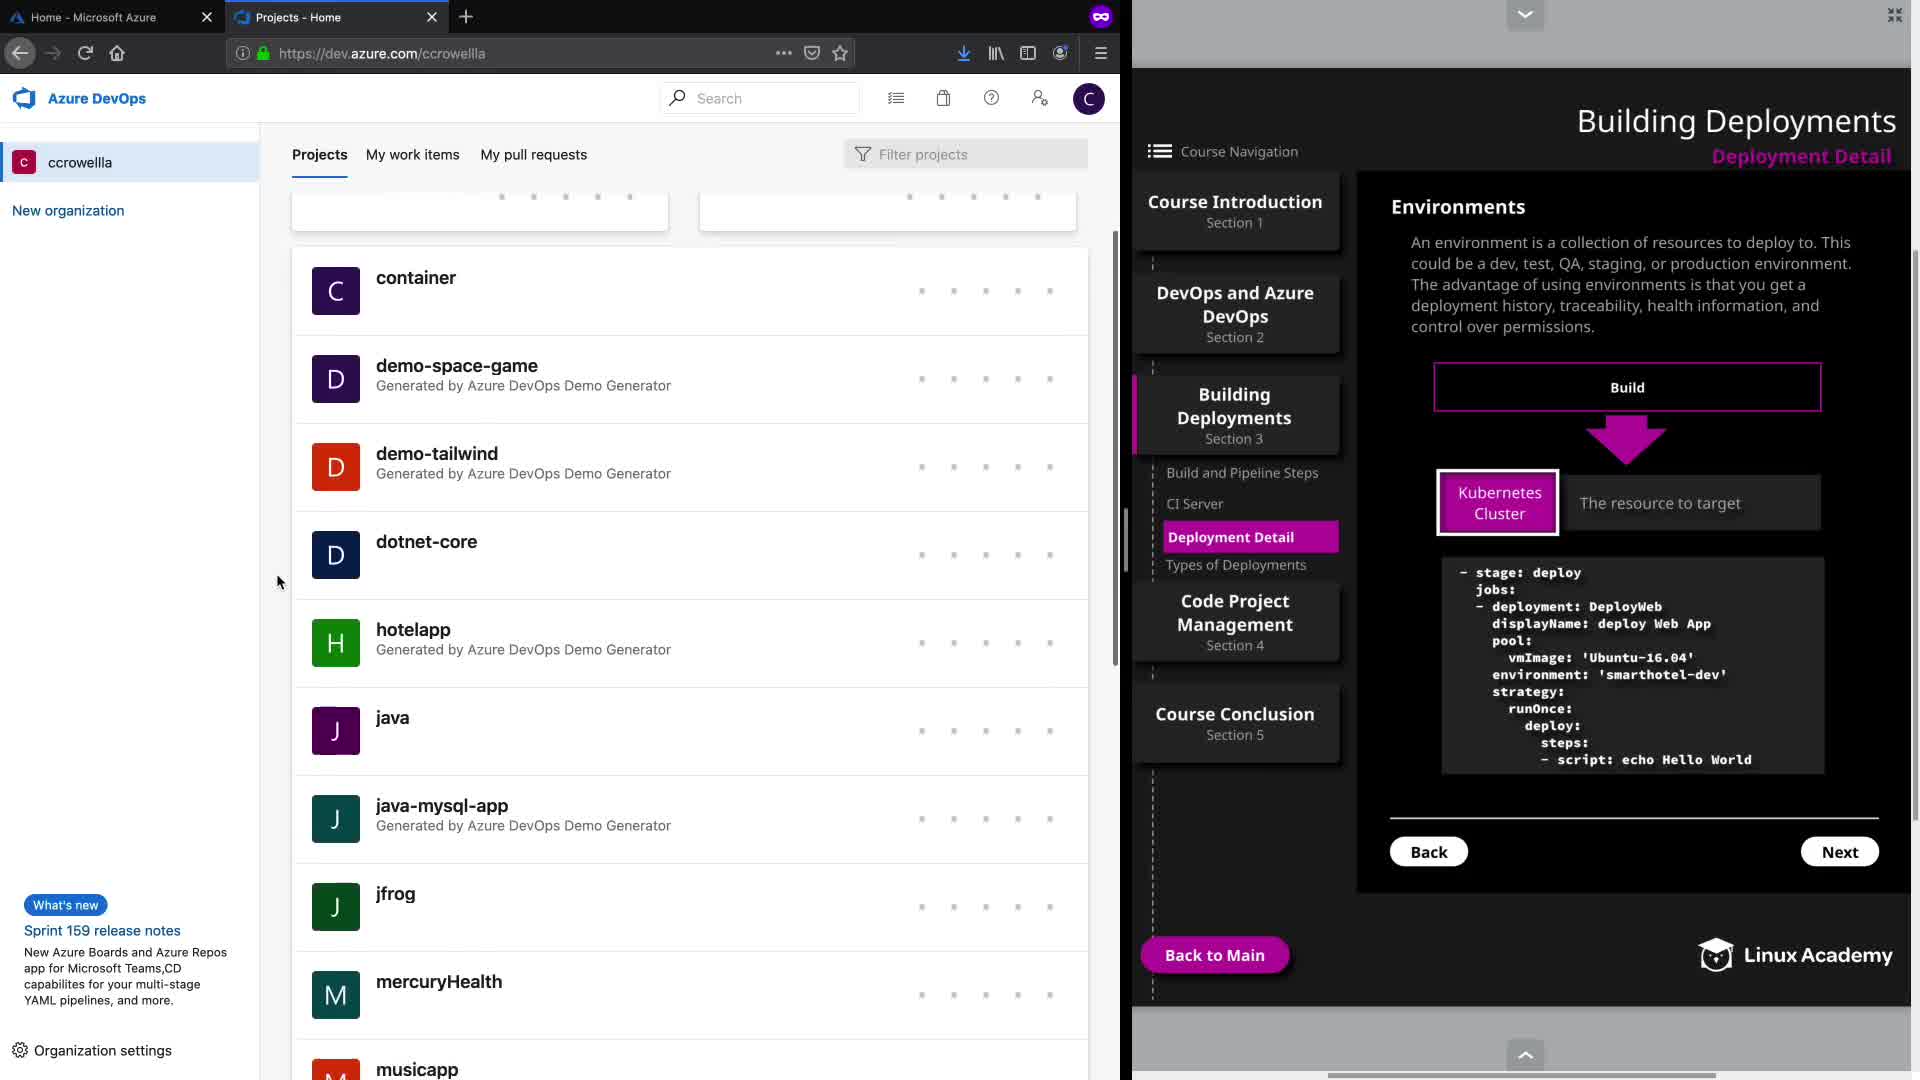 Home - Microsoft Azure
Projects - Home
https://dev.azure.com/ccrowellla
Azure DevOps
Search
C
C
ccrowellla
New organization
Projects
My work items
My pull requests
Filter projects
C
container
D
demo-space-game
Generated by Azure DevOps Demo Generator
D
demo-tailwind
Generated by Azure DevOps Demo Generator
D
dotnet-core
H
hotelapp
Generated by Azure DevOps Demo Generator
J
java
J
java-mysql-app
Generated by Azure DevOps Demo Generator
J
jfrog
M
mercuryHealth
M
musicapp
What's new
Sprint 159 release notes
New Azure Boards and Azure Repos
app for Microsoft Teams,CD
capabilites for your multi-stage
YAML pipelines, and more.
Organization settings
Building Deployments
Deployment Detail
Course Navigation
Course Introduction
Section 1
DevOps and Azure
DevOps
Section 2
Building
Deployments
Section 3
Build and Pipeline Steps
CI Server
Deployment Detail
Types of Deployments
Code Project
Management
Section 4
Course Conclusion
Section 5
Back to Main
Environments
An environment is a collection of resources to deploy to. This
could be a dev, test, QA, staging, or production environment.
The advantage of using environments is that you get a
deployment history, traceability, health information, and
control over permissions.
Build
Kubernetes
Cluster
The resource to target
- stage: deploy
jobs:
- deployment: DeployWeb
displayName: deploy Web App
pool:
vmImage: 'Ubuntu-16.04'
environment: 'smarthotel-dev'
strategy:
runOnce:
deploy:
steps:
- script: echo Hello World
Back
Next
Linux Academy